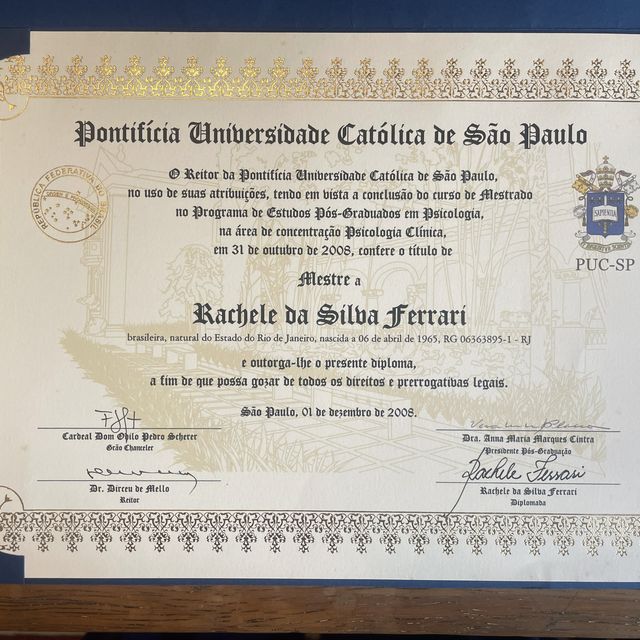 Pontifícia Universidade Católica de São Paulo
O Reitor da Pontifícia Universidade Católica de São Paulo,
no uso de suas atribuições, tendo em vista a conclusão do curso de Mestrado
no Programa de Estudos Pós-Graduados em Psicologia,
na área de concentração Psicologia Clínica,
em 31 de outubro de 2008, confere o título de
REPÚBLICA FEDERATIVA DO BRASIL
SAPIENTIA
PUC-SP
Mestre a
Rachele da Silva Ferrari
brasileira, natural do Estado do Rio de Janeiro, nascida a 06 de abril de 1965, RG 06363895-1 - RJ
e outorga-lhe o presente diploma,
a fim de que possa gozar de todos os direitos e prerrogativas legais.
São Paulo, 01 de dezembro de 2008.
Cardeal Dom Odilo Pedro Scherer
Grão Chanceler
Dra. Anna Maria Marques Cintra
Presidente Pós-Graduação
Dr. Dirceu de Mello
Reitor
Rachele Ferrari
Rachele da Silva Ferrari
Diplomada